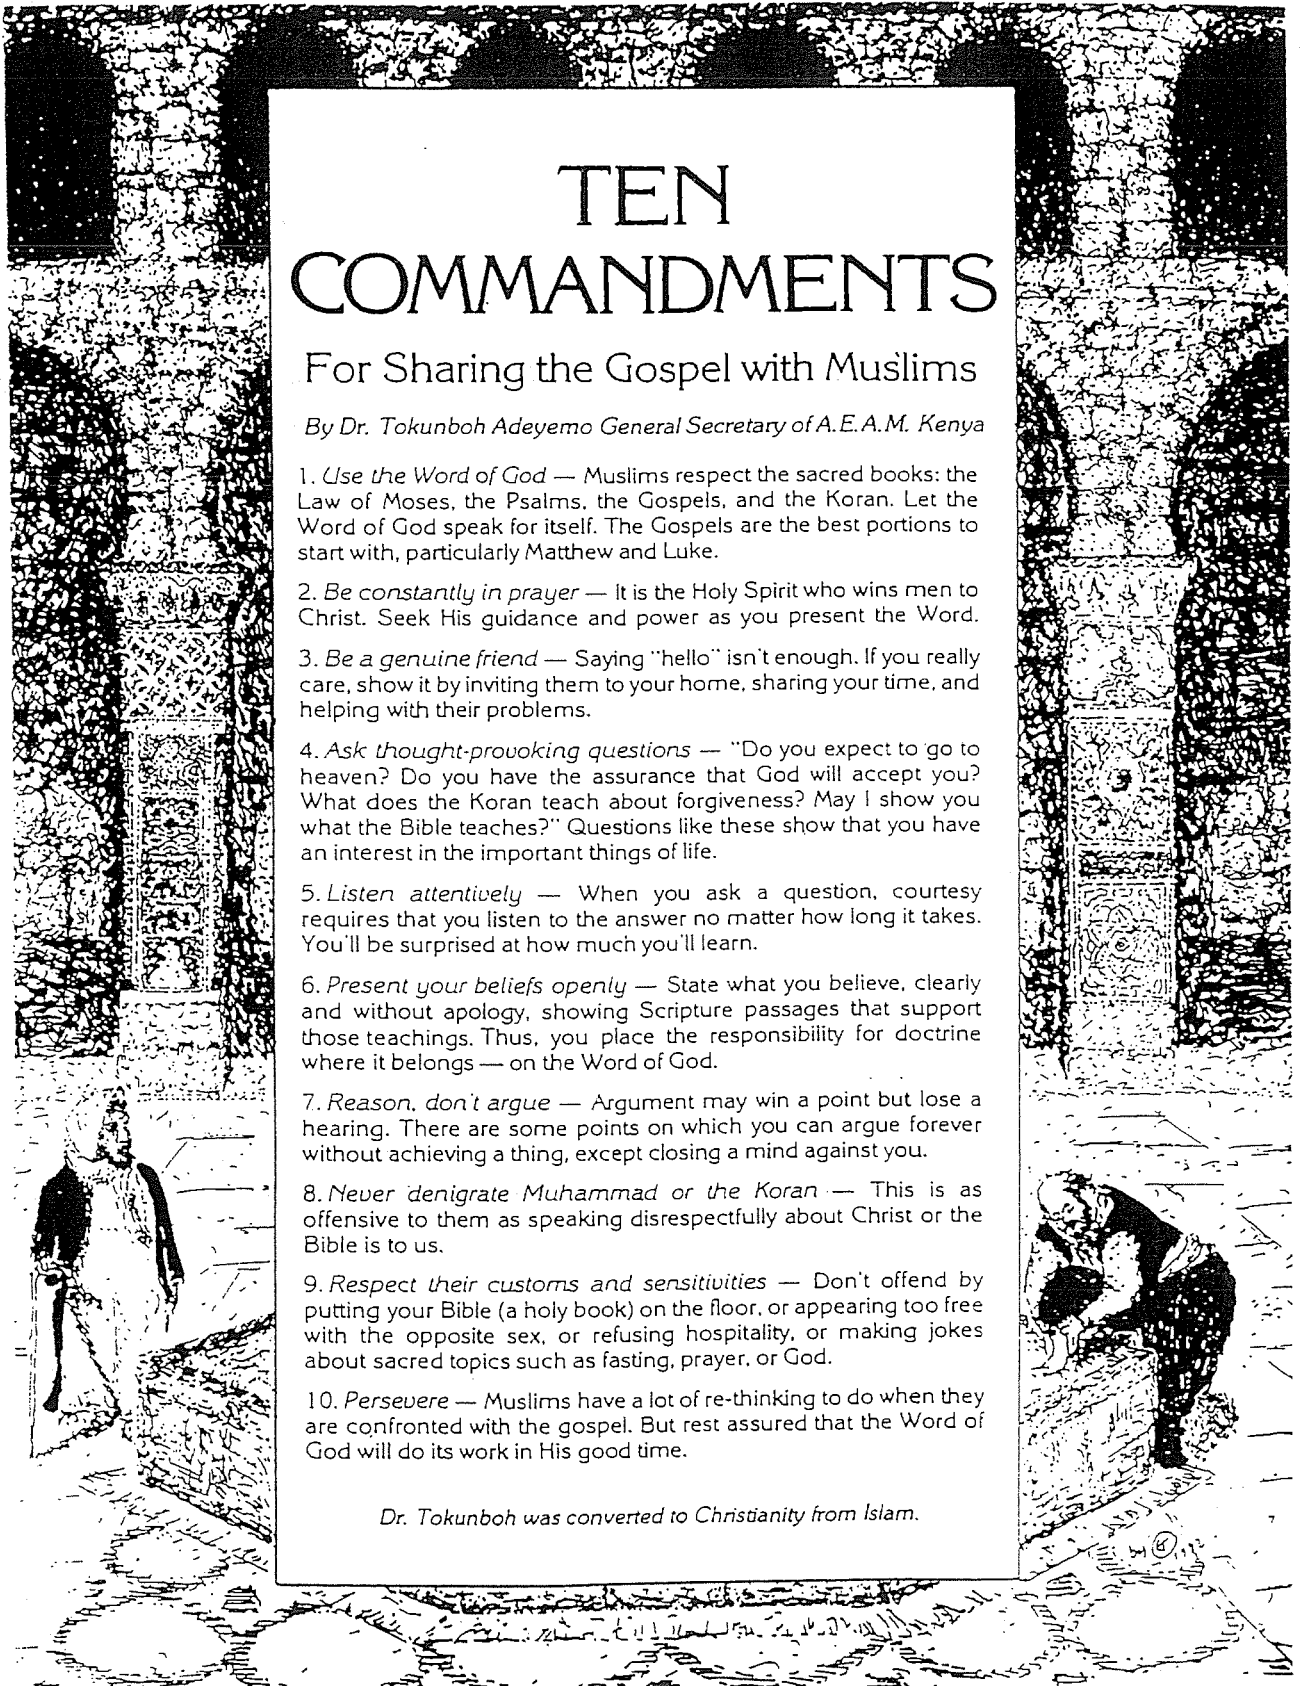 TEN
COMMANDMENTS
For Sharing the Gospel with Muslims
By Dr. Tokunboh Adeyemo General Secretary of A.E.A.M. Kenya
1. Use the Word of God — Muslims respect the sacred books: the
Law of Moses, the Psalms, the Gospels, and the Koran. Let the
Word of God speak for itself. The Gospels are the best portions to
start with, particularly Matthew and Luke.
2. Be constantly in prayer — It is the Holy Spirit who wins men to
Christ. Seek His guidance and power as you present the Word.
3. Be a genuine friend — Saying "hello" isn't enough. If you really
care, show it by inviting them to your home, sharing your time, and
helping with their problems.
4. Ask thought-provoking questions — "Do you expect to go to
heaven? Do you have the assurance that God will accept you?
What does the Koran teach about forgiveness? May I show you
what the Bible teaches?" Questions like these show that you have
an interest in the important things of life.
5. Listen attentively — When you ask a question, courtesy
requires that you listen to the answer no matter how long it takes.
You'll be surprised at how much you'll learn.
6. Present your beliefs openly — State what you believe, clearly
and without apology, showing Scripture passages that support
those teachings. Thus, you place the responsibility for doctrine
where it belongs — on the Word of God.
7. Reason, don't argue — Argument may win a point but lose a
hearing. There are some points on which you can argue forever
without achieving a thing, except closing a mind against you.
8. Never denigrate Muhammad or the Koran — This is as
offensive to them as speaking disrespectfully about Christ or the
Bible is to us.
9. Respect their customs and sensitivities — Don't offend by
putting your Bible (a holy book) on the floor, or appearing too free
with the opposite sex, or refusing hospitality, or making jokes
about sacred topics such as fasting, prayer, or God.
10. Persevere — Muslims have a lot of re-thinking to do when they
are confronted with the gospel. But rest assured that the Word of
God will do its work in His good time.
Dr. Tokunboh was converted to Christianity from Islam.